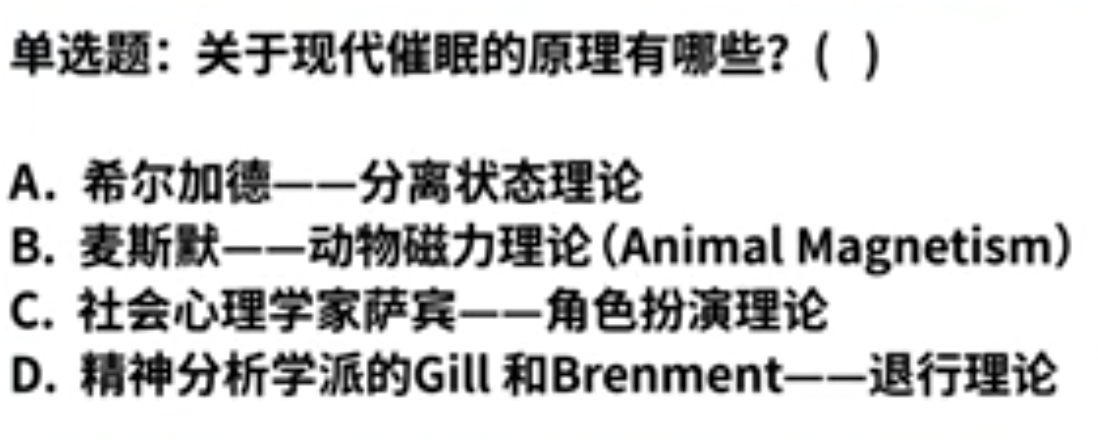 单选题：关于现代催眠的原理有哪些？（ ）
A. 希尔加德——分离状态理论
B. 麦斯默——动物磁力理论（Animal Magnetism）
C. 社会心理学家萨宾——角色扮演理论
D. 精神分析学派的Gill 和Brenment——退行理论